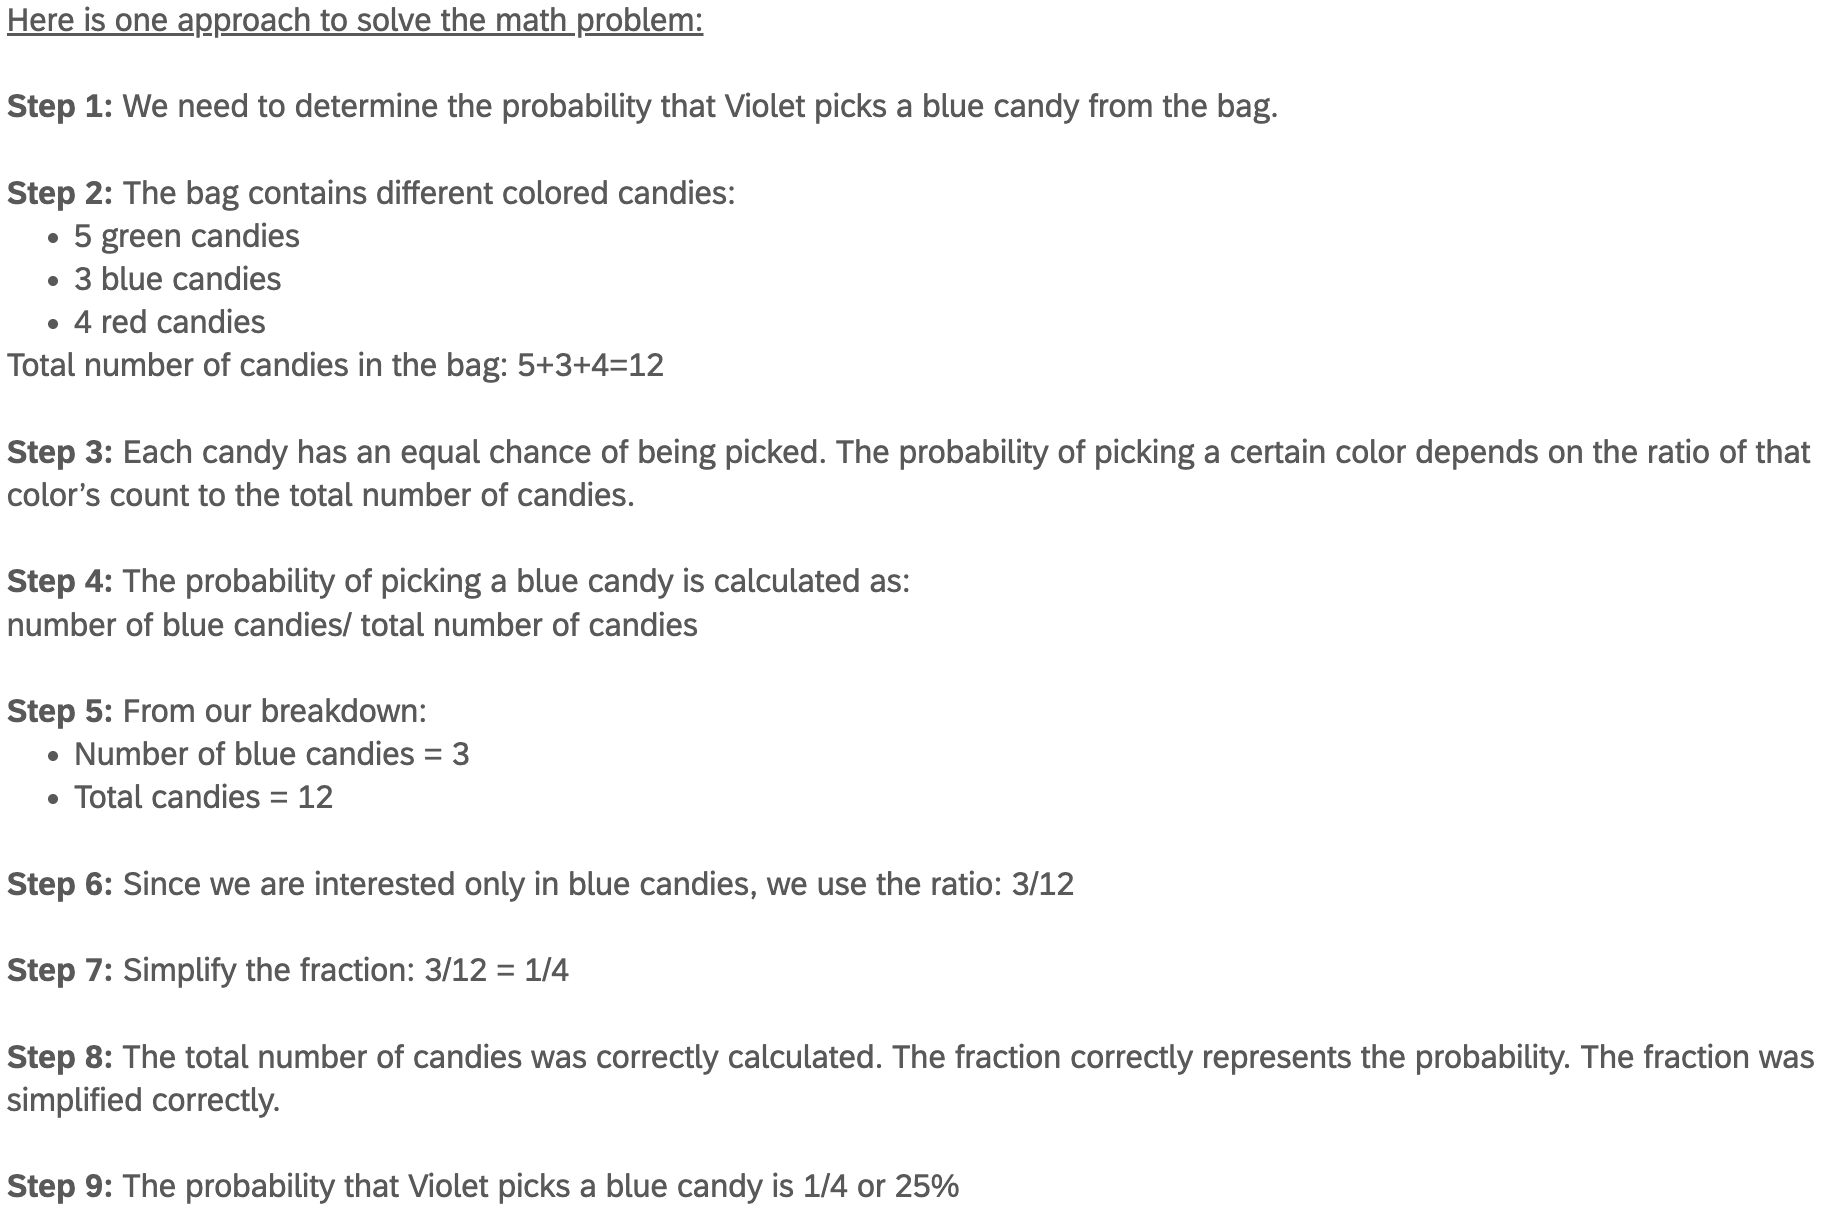 Here is one approach to solve the math problem:
Step 1: We need to determine the probability that Violet picks a blue candy from the bag.
Step 2: The bag contains different colored candies:
• 5 green candies
• 3 blue candies
• 4 red candies
Total number of candies in the bag: 5+3+4=12
Step 3: Each candy has an equal chance of being picked. The probability of picking a certain color depends on the ratio of that
color’s count to the total number of candies.
Step 4: The probability of picking a blue candy is calculated as:
number of blue candies/ total number of candies
Step 5: From our breakdown:
• Number of blue candies = 3
• Total candies = 12
Step 6: Since we are interested only in blue candies, we use the ratio: 3/12
Step 7: Simplify the fraction: 3/12 = 1/4
Step 8: The total number of candies was correctly calculated. The fraction correctly represents the probability. The fraction was
simplified correctly.
Step 9: The probability that Violet picks a blue candy is 1/4 or 25%